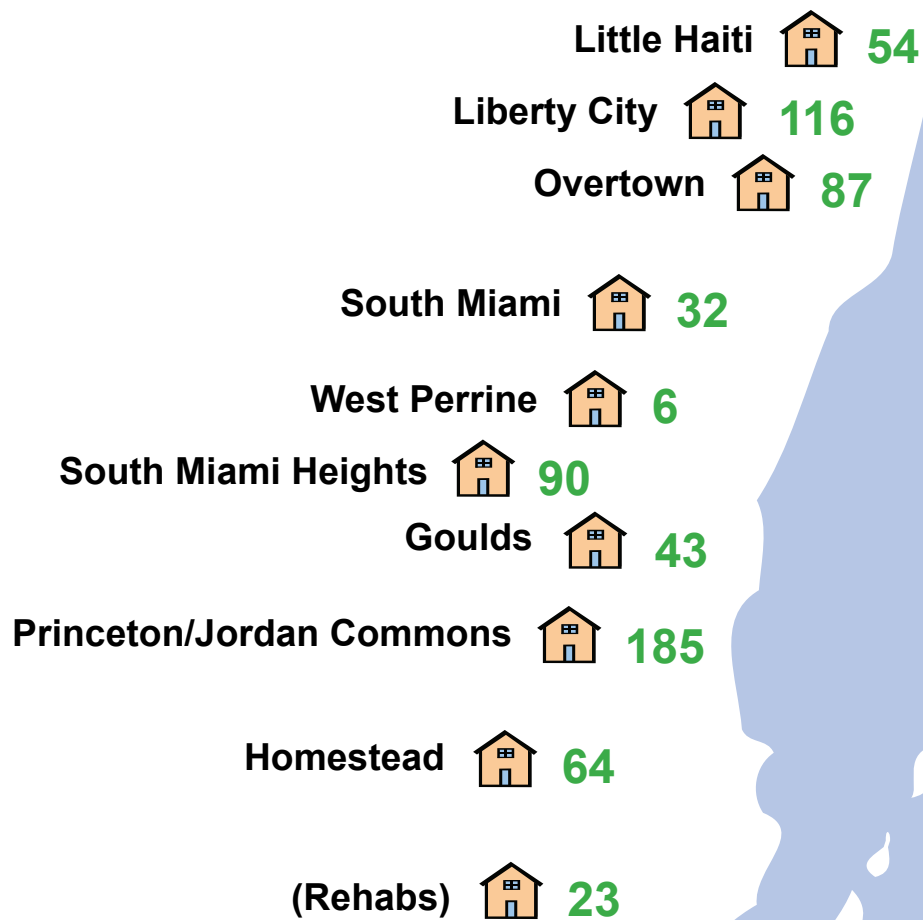 Little Haiti 54
Liberty City 116
Overtown 87
South Miami 32
West Perrine 6
South Miami Heights 90
Goulds 43
Princeton/Jordan Commons 185
Homestead 64
(Rehabs) 23